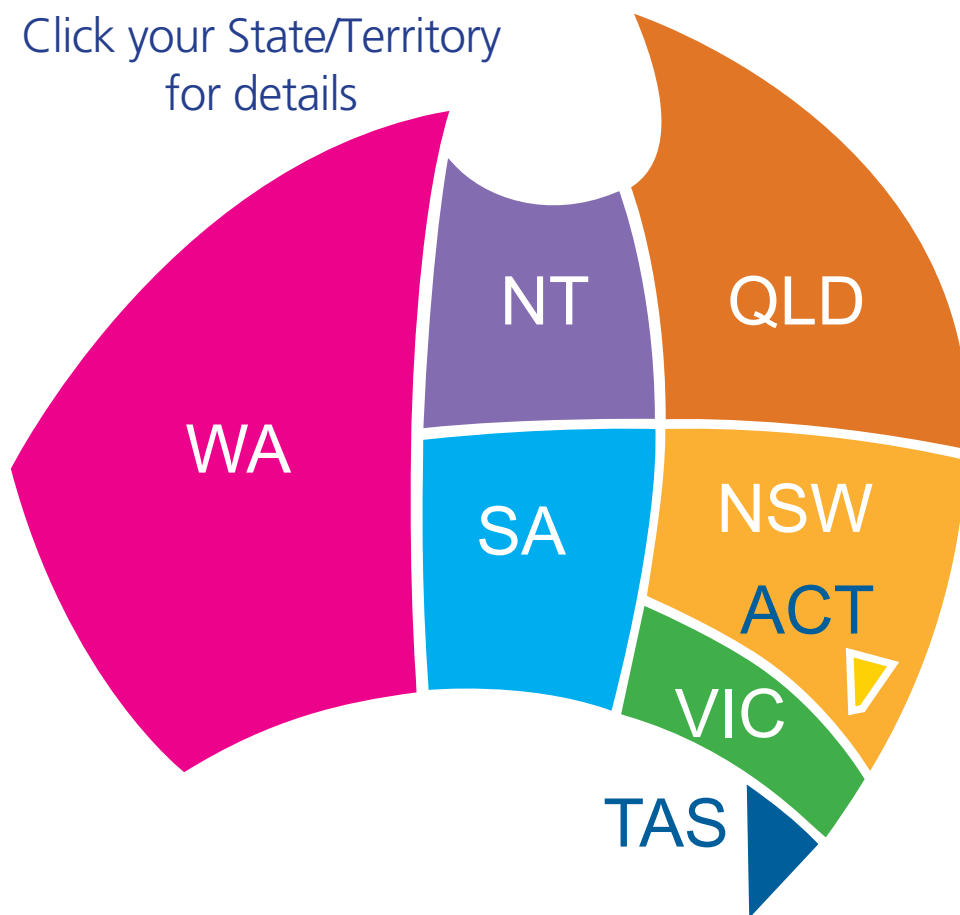 Click your State/Territory
for details
NT
QLD
WA
NSW
SA
ACT
VIC
TAS